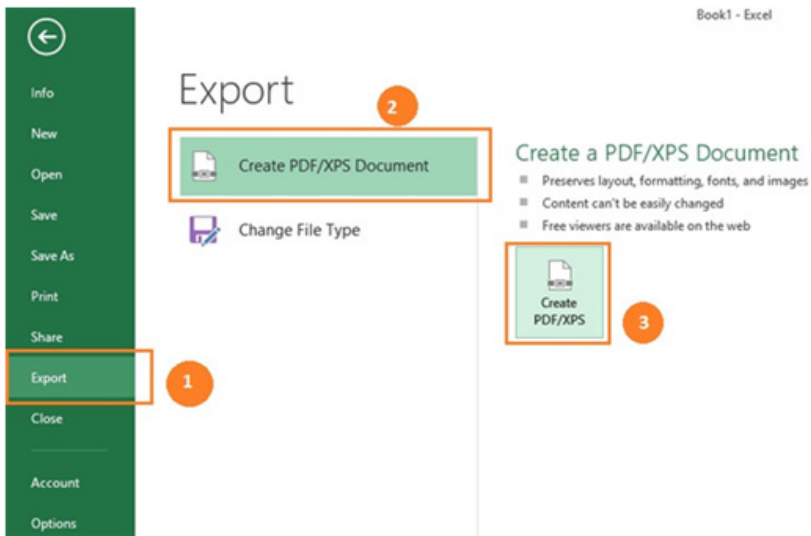 Book1 - Excel
Info
New
Open
Save
Save As
Print
Share
Export
Close
Account
Options
Export
2
Create PDF/XPS Document
Change File Type
1
Create a PDF/XPS Document
Preserves layout, formatting, fonts, and images
Content can't be easily changed
Free viewers are available on the web
Create
PDF/XPS
3